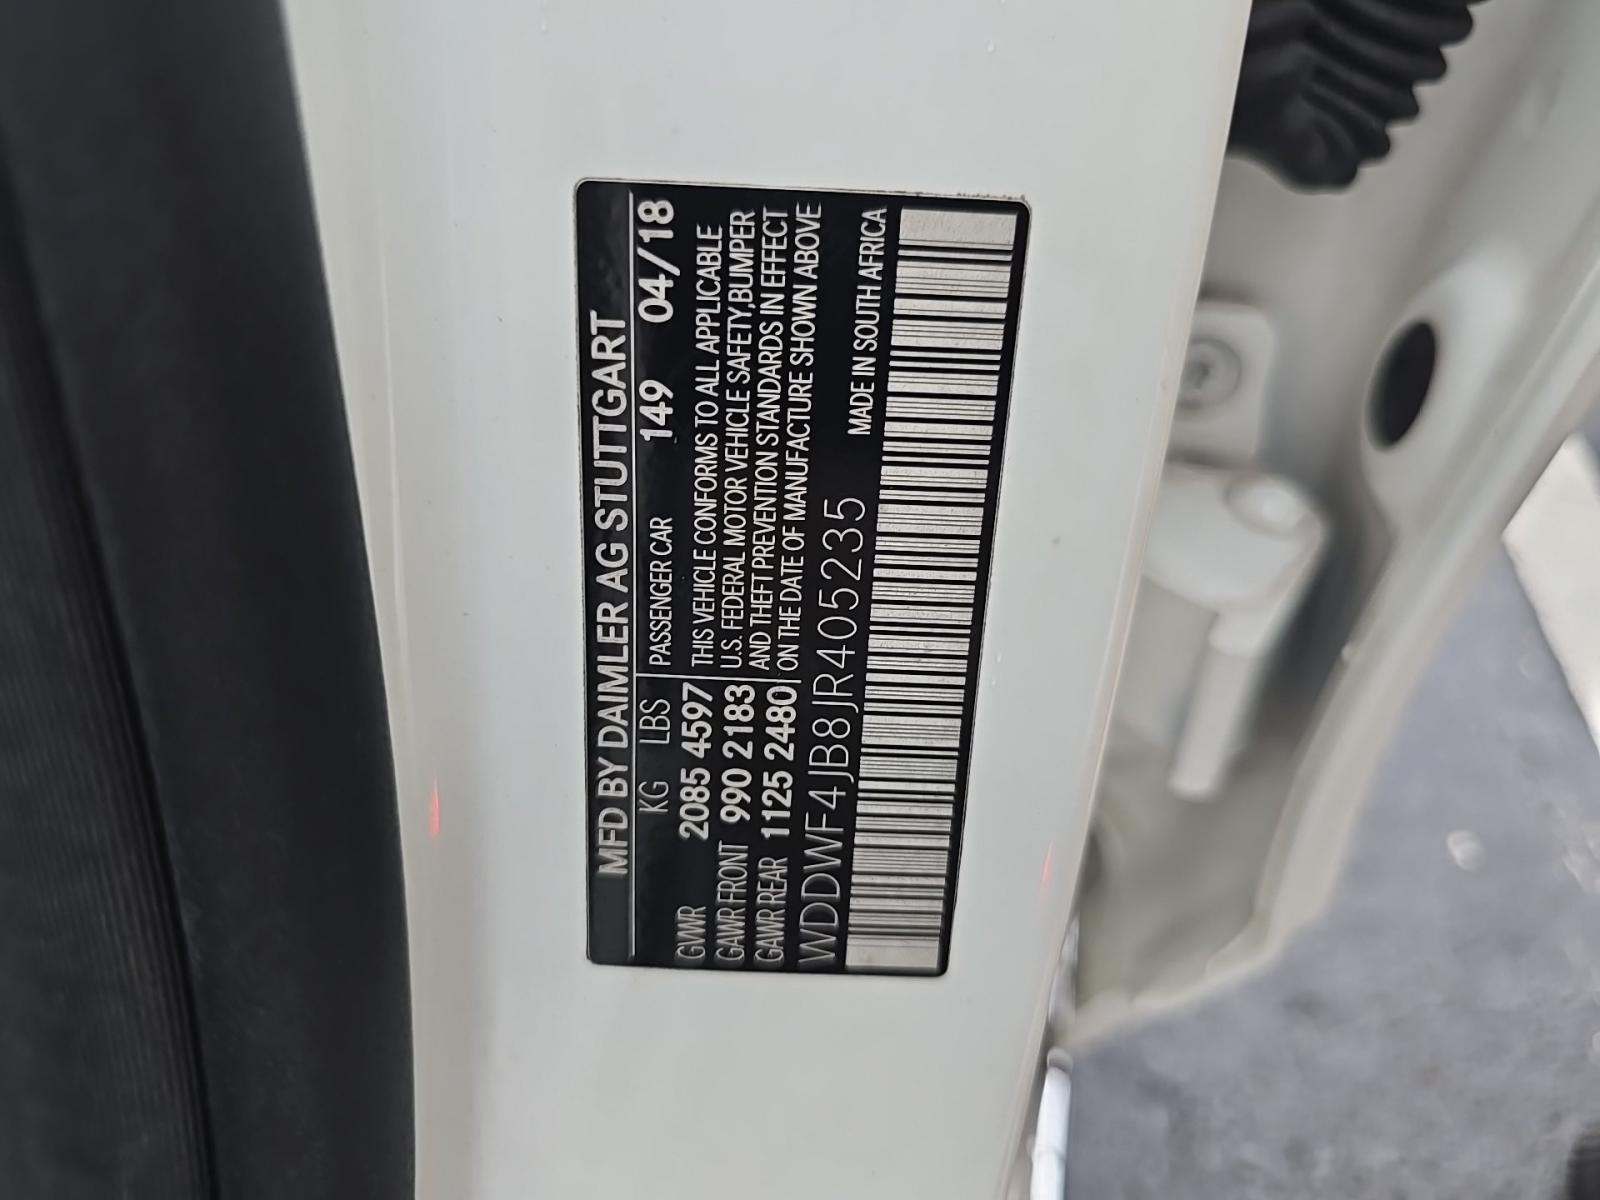 MFD BY DAIMLER AG STUTTGART
KG LBS PASSENGER CAR 149 04/18
GVWR 2085 4597 THIS VEHICLE CONFORMS TO ALL APPLICABLE
GAWR FRONT 990 2183 U.S. FEDERAL MOTOR VEHICLE SAFETY,BUMPER
GAWR REAR 1125 2480 AND THEFT PREVENTION STANDARDS IN EFFECT
ON THE DATE OF MANUFACTURE SHOWN ABOVE
WDDWF4JB8JR405235 MADE IN SOUTH AFRICA